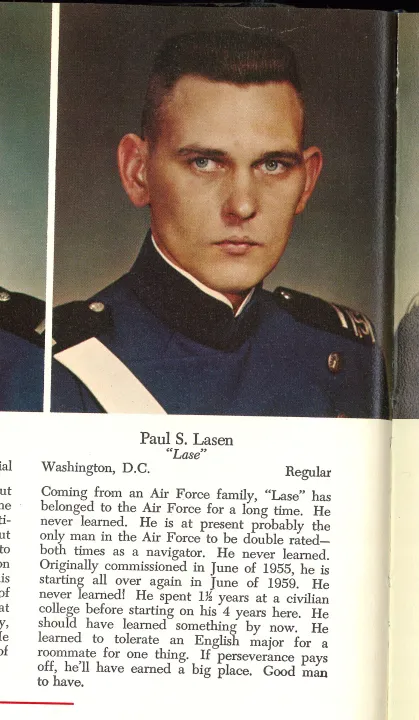 Paul S. Lasen
"Lase"
Washington, D.C. Regular
Coming from an Air Force family, "Lase" has
belonged to the Air Force for a long time. He
never learned. He is at present probably the
only man in the Air Force to be double rated—
both times as a navigator. He never learned.
Originally commissioned in June of 1955, he is
starting all over again in June of 1959. He
never learned! He spent 1½ years at a civilian
college before starting on his 4 years here. He
should have learned something by now. He
learned to tolerate an English major for a
roommate for one thing. If perseverance pays
off, he'll have earned a big place. Good man
to have.